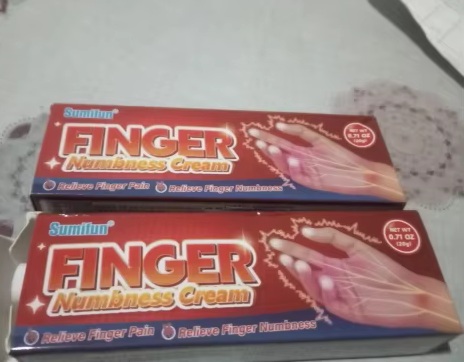 Sumifun®
FINGER
Numbness Cream
Relieve Finger Pain Relieve Finger Numbness
NET WT
0.71 OZ
(20g)
Sumifun®
FINGER
Numbness Cream
Relieve Finger Pain Relieve Finger Numbness
NET WT
0.71 OZ
(20g)